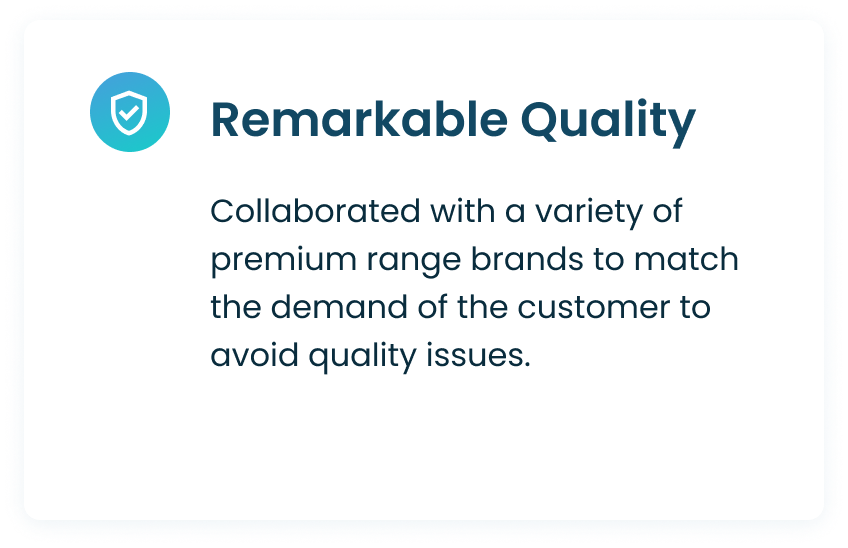 Remarkable Quality
Collaborated with a variety of
premium range brands to match
the demand of the customer to
avoid quality issues.